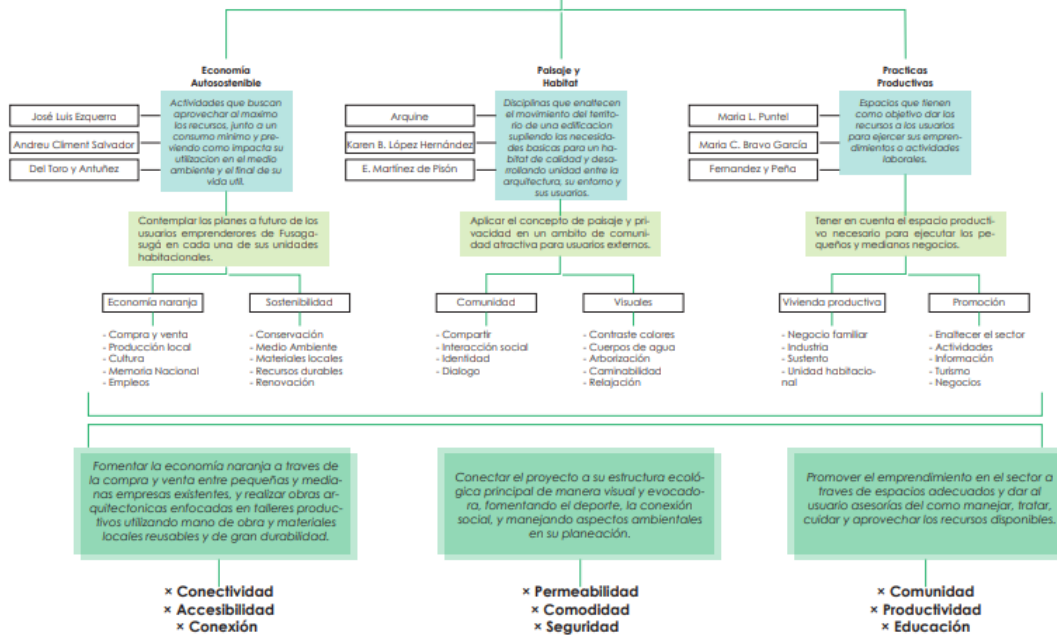 Economía
Autosostenible
José Luis Ezquerra
Andreu Climent Salvador
Del Toro y Antuñez
Actividades que buscan
aprovechar al maximo
los recursos, junto a un
consumo mínimo y pre-
viendo como impacta su
utilizacion en el medio
ambiente y el final de su
vida util.
Contemplar los planes a futuro de los
usuarios emprenderores de Fusaga-
sugá en cada una de sus unidades
habitacionales.
Economía naranja
- Compra y venta
- Producción local
- Cultura
- Memoria Nacional
- Empleos
Sostenibilidad
- Conservación
- Medio Ambiente
- Materiales locales
- Recursos durables
- Renovación
Paisaje y
Habitat
Arquine
Karen B. López Hernández
E. Martínez de Pisón
Disciplinas que enaltecen
el movimiento del territo-
rio de una edificacion
supliendo las necesida-
des basicas para un ha-
bitat de calidad y desa-
rrollando unidad entre la
arquitectura, su entorno y
sus usuarios.
Aplicar el concepto de paisaje y pri-
vacidad en un ambito de comuni-
dad atractiva para usuarios externos.
Comunidad
- Compartir
- Interacción social
- Identidad
- Dialogo
Visuales
- Contraste colores
- Cuerpos de agua
- Arborización
- Caminabilidad
- Relajación
Practicas
Productivas
Maria L. Puntel
Maria C. Bravo García
Fernandez y Peña
Espacios que tienen
como objetivo dar los
recursos a los usuarios
para ejercer sus empren-
dimientos o actividades
laborales.
Tener en cuenta el espacio producti-
vo necesario para ejecutar los pe-
queños y medianos negocios.
Vivienda productiva
- Negocio familiar
- Industria
- Sustento
- Unidad habitacio-
nal
Promoción
- Enaltecer el sector
- Actividades
- Información
- Turismo
- Negocios
Fomentar la economía naranja a traves de
la compra y venta entre pequeñas y media-
nas empresas existentes, y realizar obras ar-
quitectonicas enfocadas en talleres produc-
tivos utilizando mano de obra y materiales
locales reusables y de gran durabilidad.
× Conectividad
× Accesibilidad
× Conexión
Conectar el proyecto a su estructura ecoló-
gica principal de manera visual y evocado-
ra, fomentando el deporte, la conexión
social, y manejando aspectos ambientales
en su planeación.
× Permeabilidad
× Comodidad
× Seguridad
Promover el emprendimiento en el sector a
traves de espacios adecuados y dar al
usuario asesorías del como manejar, tratar,
cuidar y aprovechar los recursos disponibles.
× Comunidad
× Productividad
× Educación